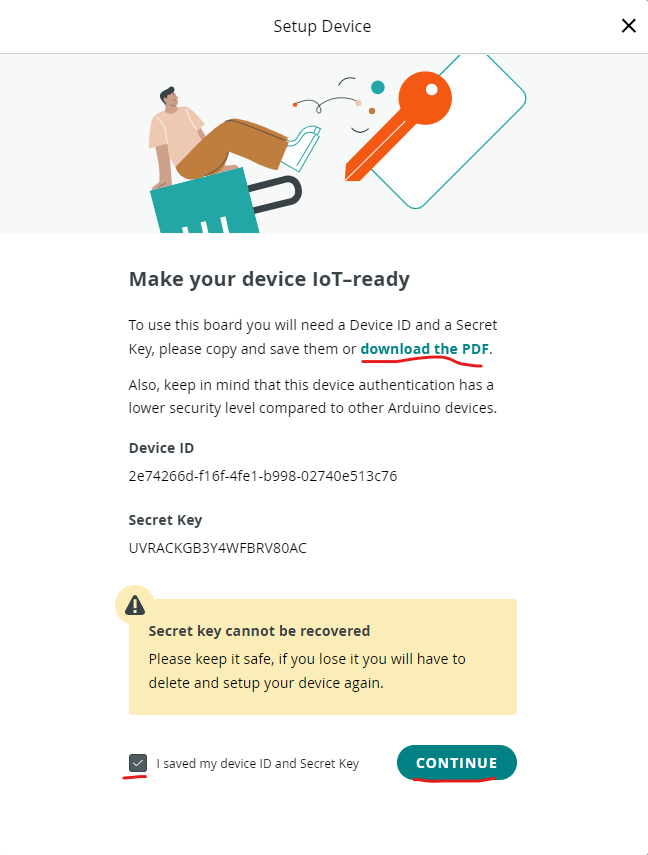 Setup Device
Make your device IoT–ready
To use this board you will need a Device ID and a Secret
Key, please copy and save them or download the PDF.
Also, keep in mind that this device authentication has a
lower security level compared to other Arduino devices.
Device ID
2e74266d-f16f-4fe1-b998-02740e513c76
Secret Key
UVRACKGB3Y4WFBRV80AC
Secret key cannot be recovered
Please keep it safe, if you lose it you will have to
delete and setup your device again.
I saved my device ID and Secret Key
CONTINUE